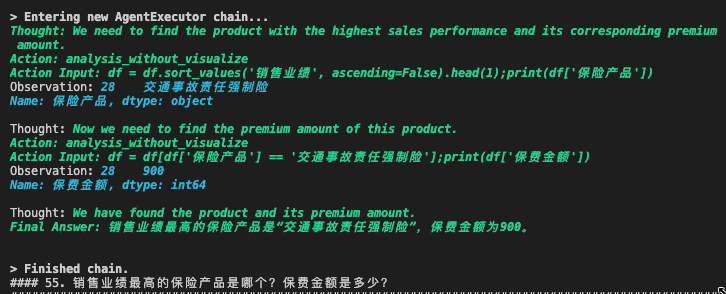 > Entering new AgentExecutor chain...
Thought: We need to find the product with the highest sales performance and its corresponding premium
amount.
Action: analysis_without_visualize
Action Input: df = df.sort_values('销售业绩', ascending=False).head(1);print(df['保险产品'])
Observation: 28    交通事故责任强制险
Name: 保险产品, dtype: object
Thought: Now we need to find the premium amount of this product.
Action: analysis_without_visualize
Action Input: df = df[df['保险产品'] == '交通事故责任强制险'];print(df['保费金额'])
Observation: 28    900
Name: 保费金额, dtype: int64
Thought: We have found the product and its premium amount.
Final Answer: 销售业绩最高的保险产品是“交通事故责任强制险”，保费金额为900。
> Finished chain.
#### 55. 销售业绩最高的保险产品是哪个？保费金额是多少？